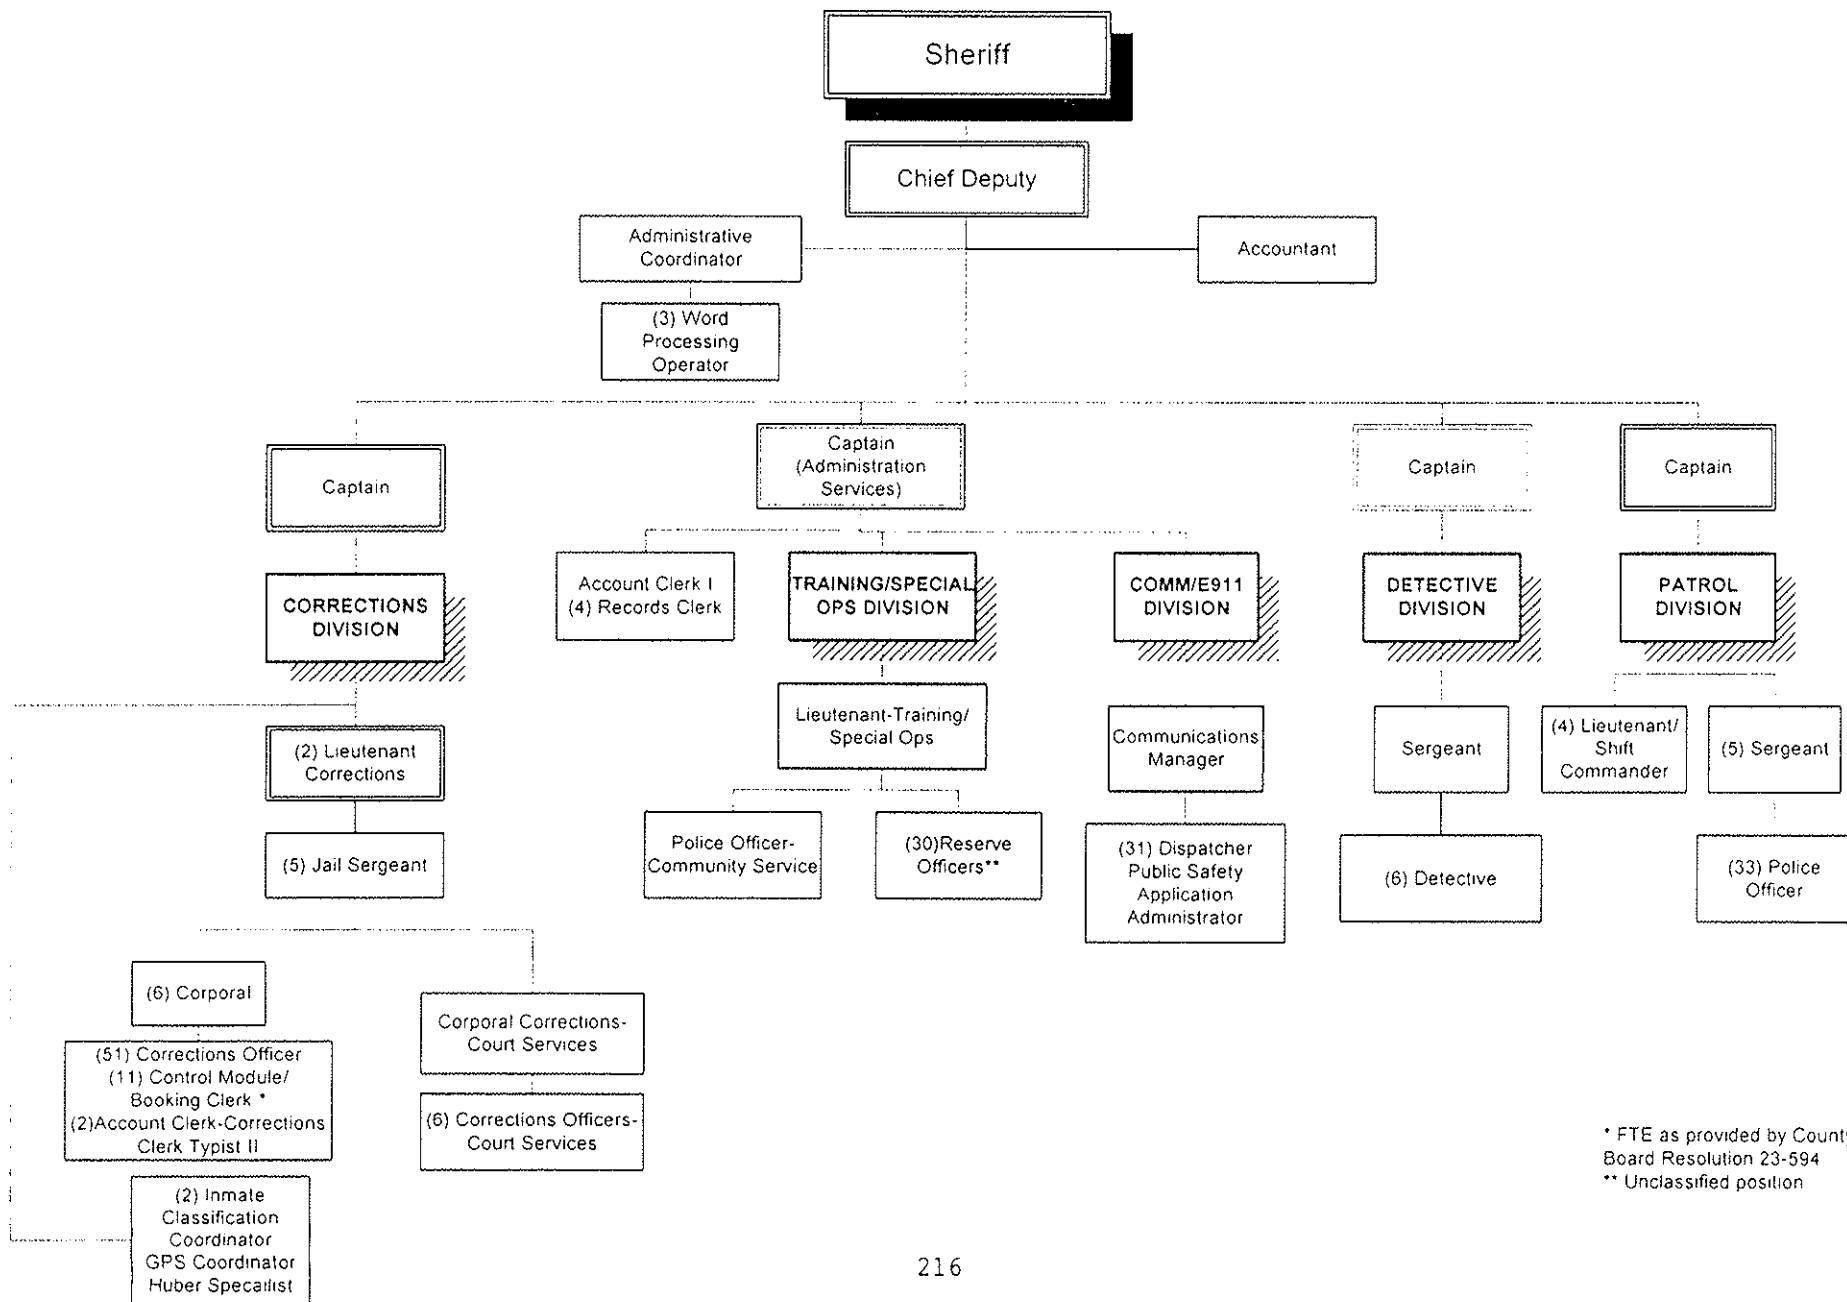 Sheriff
Chief Deputy
Administrative
Coordinator
Accountant
(3) Word
Processing
Operator
Captain
Captain
(Administration
Services)
Captain
Captain
CORRECTIONS
DIVISION
Account Clerk I
(4) Records Clerk
TRAINING/SPECIAL
OPS DIVISION
COMM/E911
DIVISION
DETECTIVE
DIVISION
PATROL
DIVISION
(2) Lieutenant
Corrections
Lieutenant-Training/
Special Ops
Communications
Manager
Sergeant
(4) Lieutenant/
Shift
Commander
(5) Sergeant
(5) Jail Sergeant
Police Officer-
Community Service
(30)Reserve
Officers**
(31) Dispatcher
Public Safety
Application
Administrator
(6) Detective
(33) Police
Officer
(6) Corporal
Corporal Corrections-
Court Services
(51) Corrections Officer
(11) Control Module/
Booking Clerk *
(2)Account Clerk-Corrections
Clerk Typist II
(6) Corrections Officers-
Court Services
(2) Inmate
Classification
Coordinator
GPS Coordinator
Huber Specailist
* FTE as provided by County
Board Resolution 23-594
** Unclassified position
216